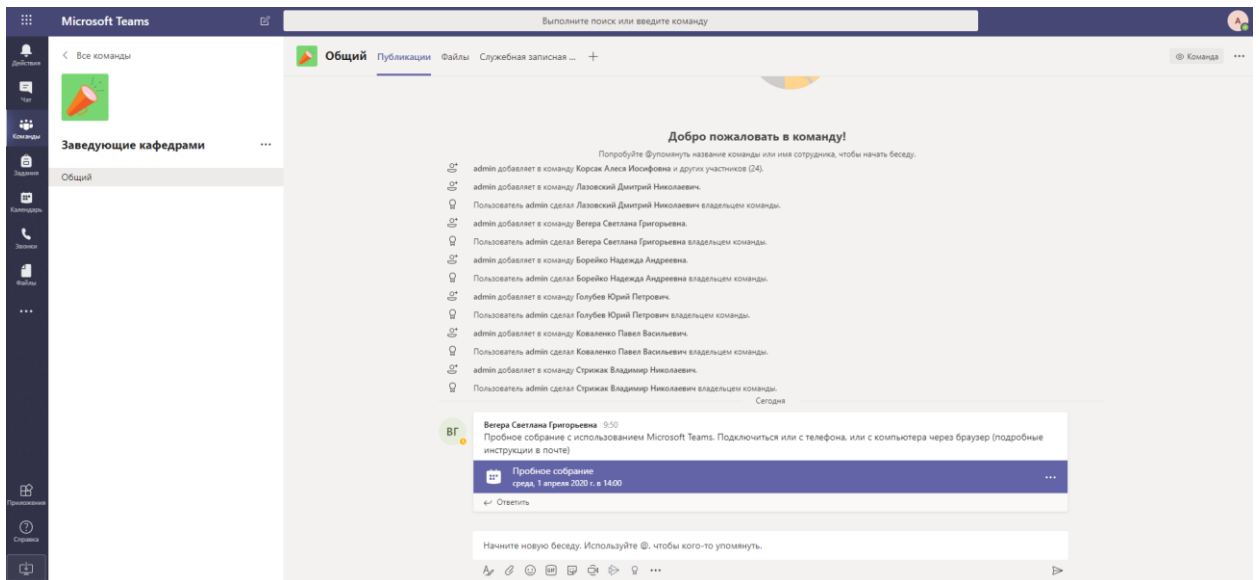 Microsoft Teams
Выполните поиск или введите команду
A
Действия
Чат
Команды
Задания
Календарь
Звонки
Файлы
Приложения
Справка
Все команды
Заведующие кафедрами
Общий
Общий Публикации Файлы Служебная записная ... +
Команда
Добро пожаловать в команду!
Попробуйте @упомянуть название команды или имя сотрудника, чтобы начать беседу.
admin добавляет в команду Корсак Алеся Иосифовна и других участников (24).
admin добавляет в команду Лазовский Дмитрий Николаевич.
Пользователь admin сделал Лазовский Дмитрий Николаевич владельцем команды.
admin добавляет в команду Вегера Светлана Григорьевна.
Пользователь admin сделал Вегера Светлана Григорьевна владельцем команды.
admin добавляет в команду Борейко Надежда Андреевна.
Пользователь admin сделал Борейко Надежда Андреевна владельцем команды.
admin добавляет в команду Голубев Юрий Петрович.
Пользователь admin сделал Голубев Юрий Петрович владельцем команды.
admin добавляет в команду Коваленко Павел Васильевич.
Пользователь admin сделал Коваленко Павел Васильевич владельцем команды.
admin добавляет в команду Стрижак Владимир Николаевич.
Пользователь admin сделал Стрижак Владимир Николаевич владельцем команды.
Сегодня
ВГ
Вегера Светлана Григорьевна 9:50
Пробное собрание с использованием Microsoft Teams. Подключиться или с телефона, или с компьютера через браузер (подробные
инструкции в почте)
Пробное собрание
среда, 1 апреля 2020 г. в 14:00
Ответить
Начните новую беседу. Используйте @, чтобы кого-то упомянуть.
GIF